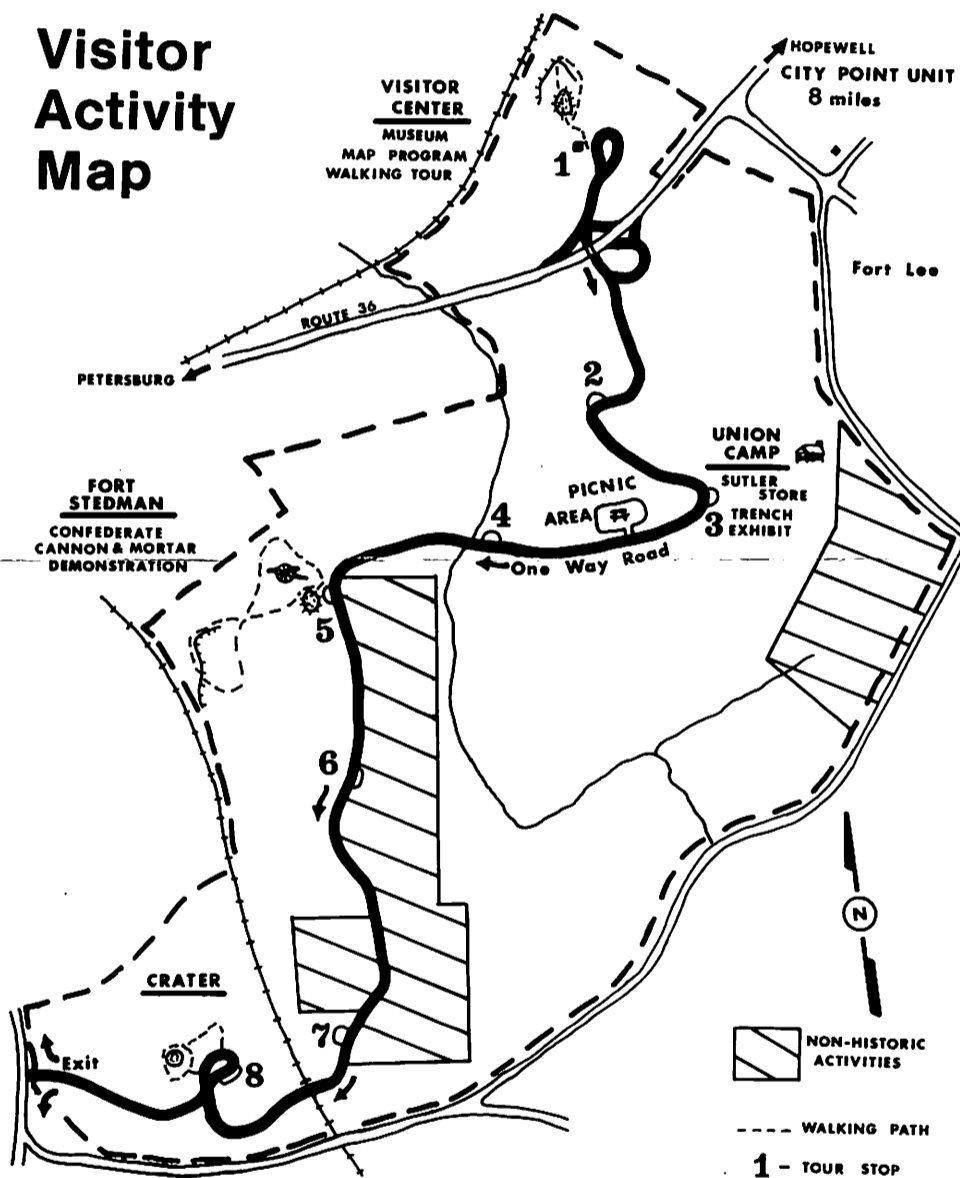 Visitor
Activity
Map
VISITOR
CENTER
MUSEUM
MAP PROGRAM
WALKING TOUR
HOPEWELL
CITY POINT UNIT
8 miles
1
Fort Lee
ROUTE 36
PETERSBURG
2
UNION
CAMP
SUTLER
STORE
TRENCH
EXHIBIT
3
PICNIC
AREA
4
One Way Road
FORT
STEDMAN
CONFEDERATE
CANNON & MORTAR
DEMONSTRATION
5
6
N
CRATER
7
Exit
8
NON-HISTORIC
ACTIVITIES
WALKING PATH
1 - TOUR STOP